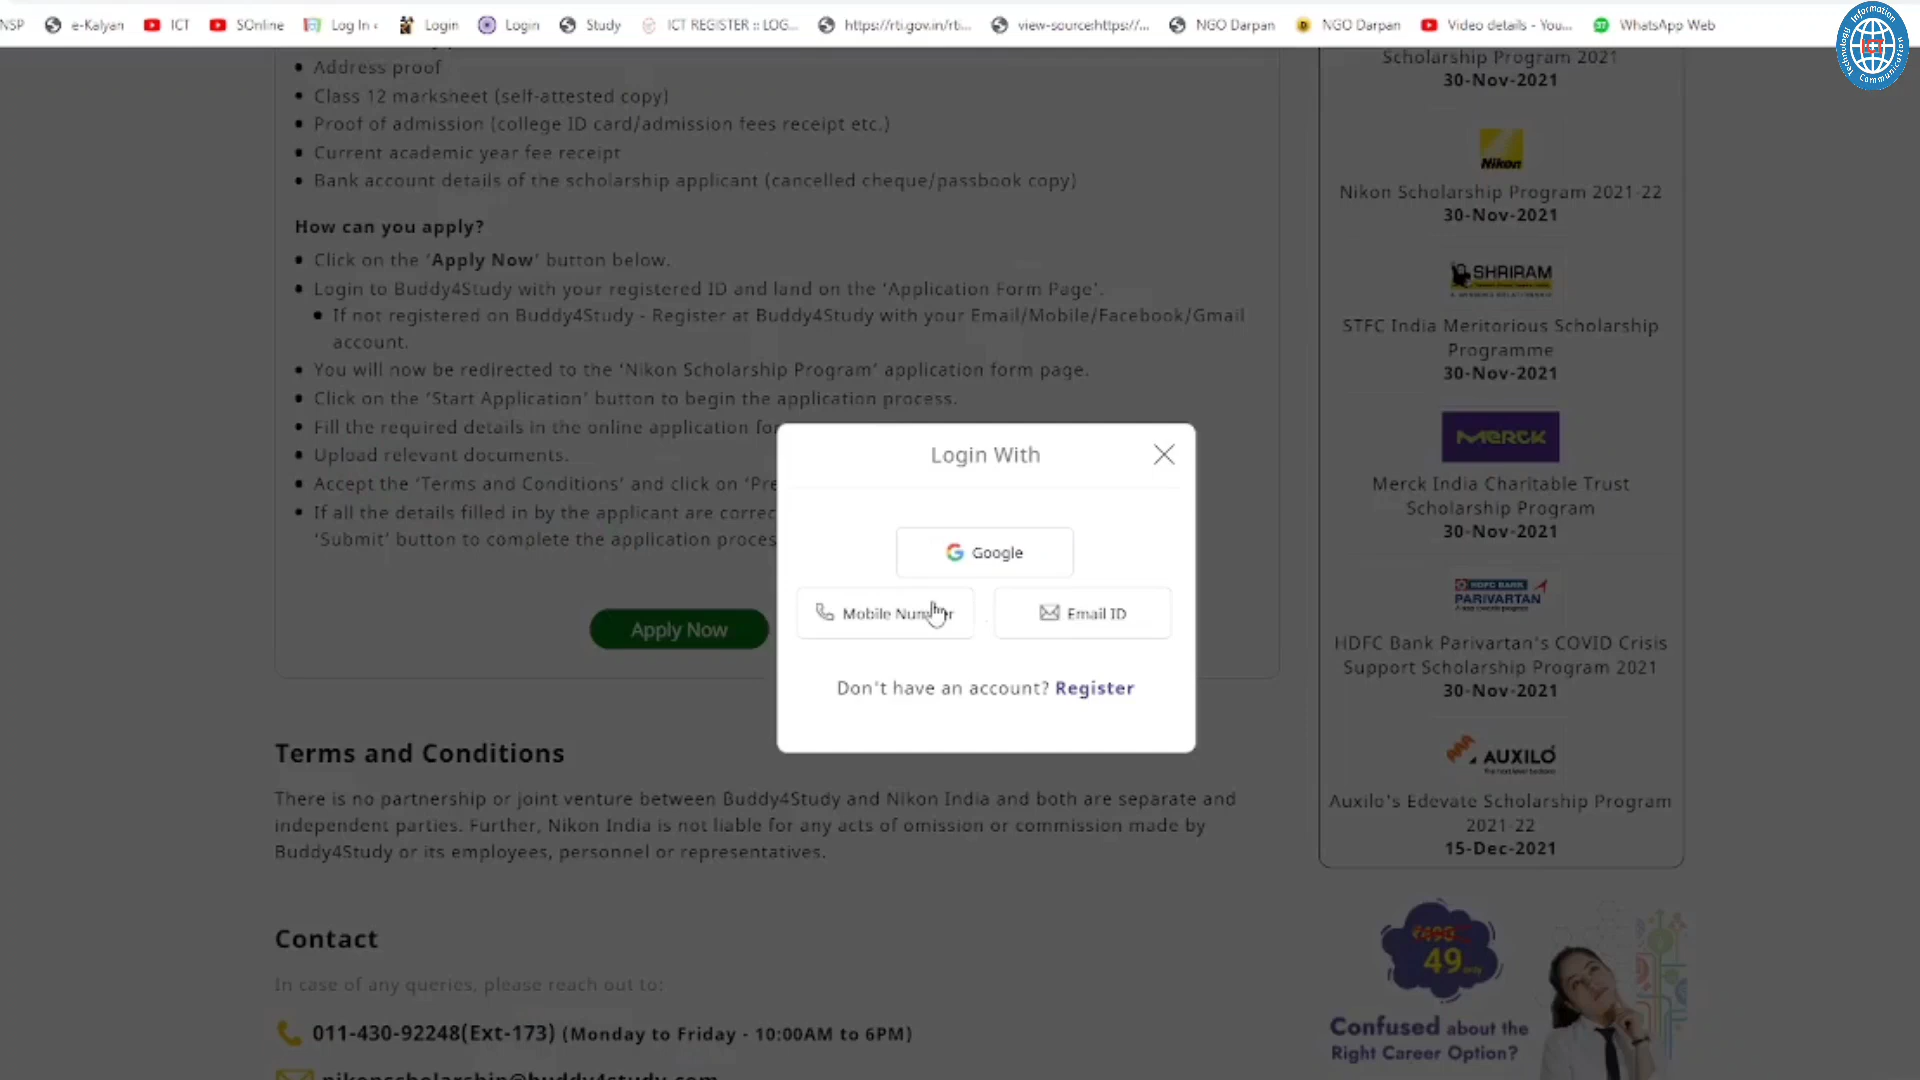 NSP e-Kalyan ICT SOnline Log In ‹ Login Login Study ICT REGISTER :: LOG... https://rti.gov.in/rti... view-source:https://... NGO Darpan NGO Darpan Video details - You... WhatsApp Web
Information Communication Technology
ICT
Address proof
Class 12 marksheet (self-attested copy)
Proof of admission (college ID card/admission fees receipt etc.)
Current academic year fee receipt
Bank account details of the scholarship applicant (cancelled cheque/passbook copy)
How can you apply?
Click on the 'Apply Now' button below.
Login to Buddy4Study with your registered ID and land on the 'Application Form Page'.
If not registered on Buddy4Study - Register at Buddy4Study with your Email/Mobile/Facebook/Gmail
account.
You will now be redirected to the 'Nikon Scholarship Program' application form page.
Click on the 'Start Application' button to begin the application process.
Fill the required details in the online application for
Upload relevant documents.
Accept the 'Terms and Conditions' and click on 'Pre
If all the details filled in by the applicant are correc
'Submit' button to complete the application proces
Apply Now
Login With
Google
Mobile Number
Email ID
Don't have an account? Register
Terms and Conditions
There is no partnership or joint venture between Buddy4Study and Nikon India and both are separate and
independent parties. Further, Nikon India is not liable for any acts of omission or commission made by
Buddy4Study or its employees, personnel or representatives.
Contact
In case of any queries, please reach out to:
011-430-92248(Ext-173) (Monday to Friday - 10:00AM to 6PM)
nikonscholarship@buddy4study.com
Scholarship Program 2021
30-Nov-2021
Nikon
Nikon Scholarship Program 2021-22
30-Nov-2021
SHRIRAM
STFC India Meritorious Scholarship
Programme
30-Nov-2021
MERCK
Merck India Charitable Trust
Scholarship Program
30-Nov-2021
HDFC BANK
PARIVARTAN
HDFC Bank Parivartan's COVID Crisis
Support Scholarship Program 2021
30-Nov-2021
AUXILO
Auxilo's Edevate Scholarship Program
2021-22
15-Dec-2021
₹490
49 only
Confused about the
Right Career Option?